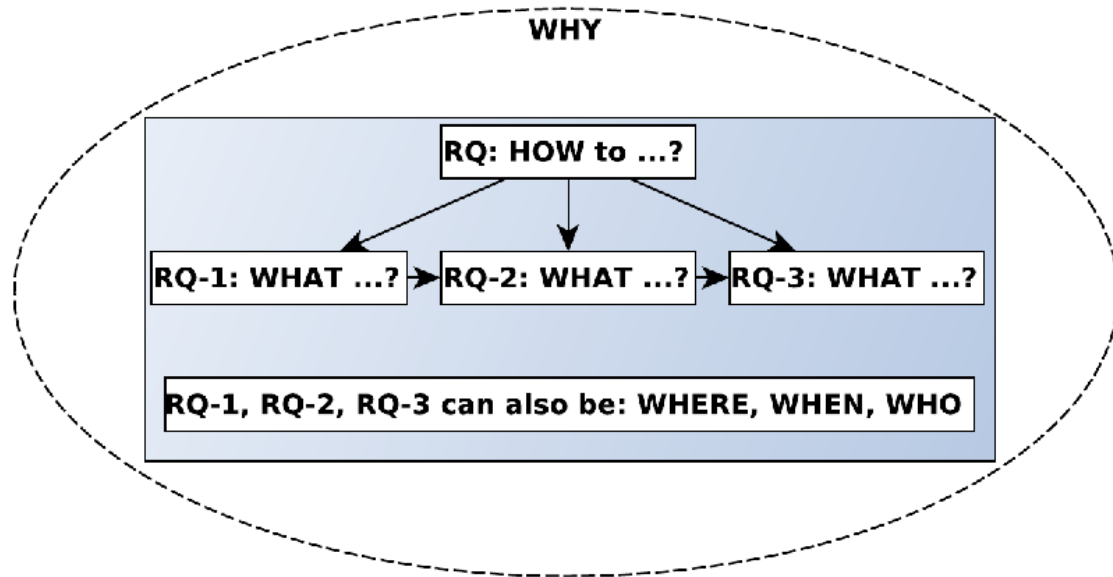 WHY
RQ: HOW to ...?
RQ-1: WHAT ...?
RQ-2: WHAT ...?
RQ-3: WHAT ...?
RQ-1, RQ-2, RQ-3 can also be: WHERE, WHEN, WHO